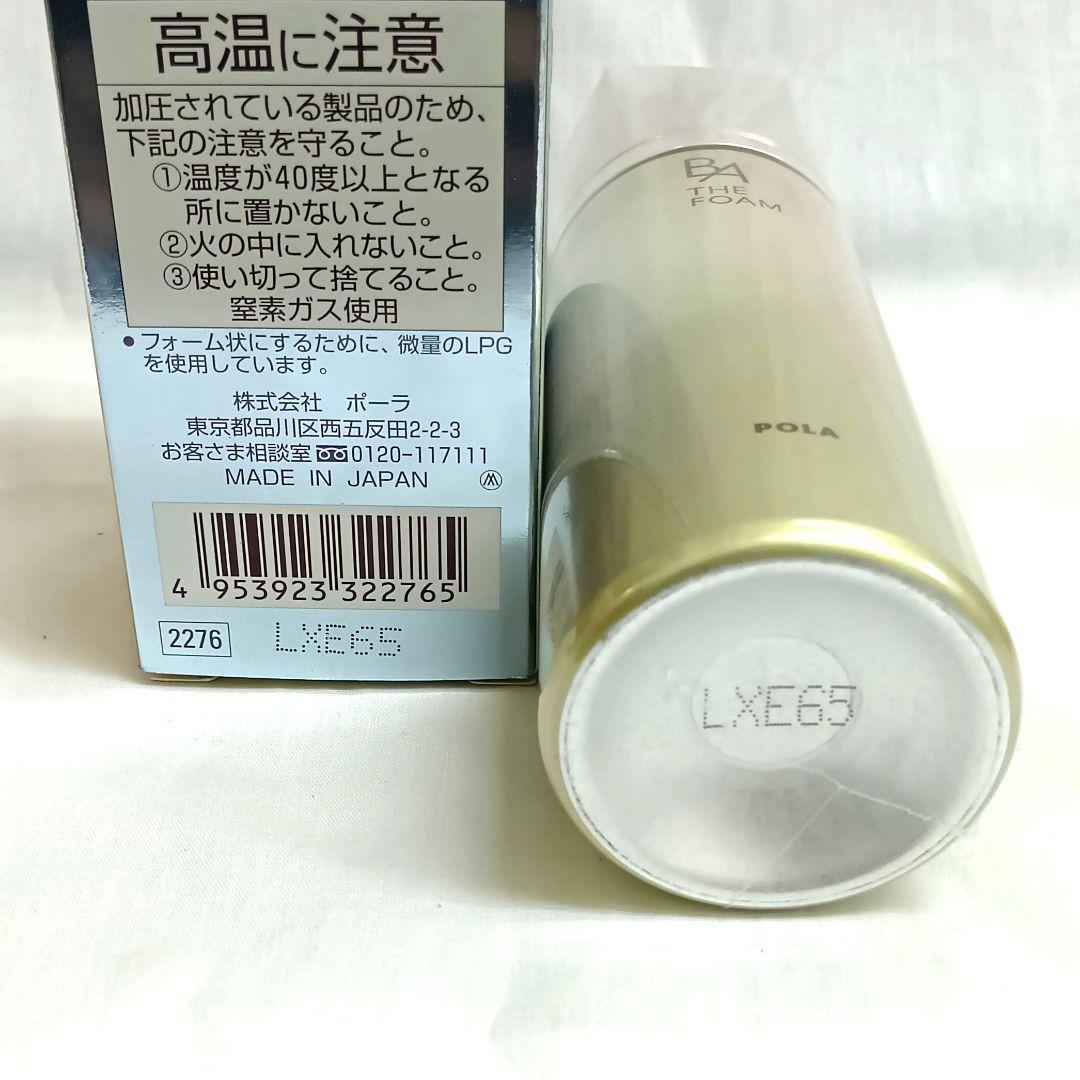 高温に注意
加圧されている製品のため、
下記の注意を守ること。
①温度が40度以上となる
所に置かないこと。
②火の中に入れないこと。
③使い切って捨てること。
窒素ガス使用
•フォーム状にするために、微量のLPG
を使用しています。
株式会社 ポーラ
東京都品川区西五反田2-2-3
お客さま相談室 0120-117111
MADE IN JAPAN
4 953923 322765
2276 LXE65
BA
THE
FOAM
POLA
LXE65